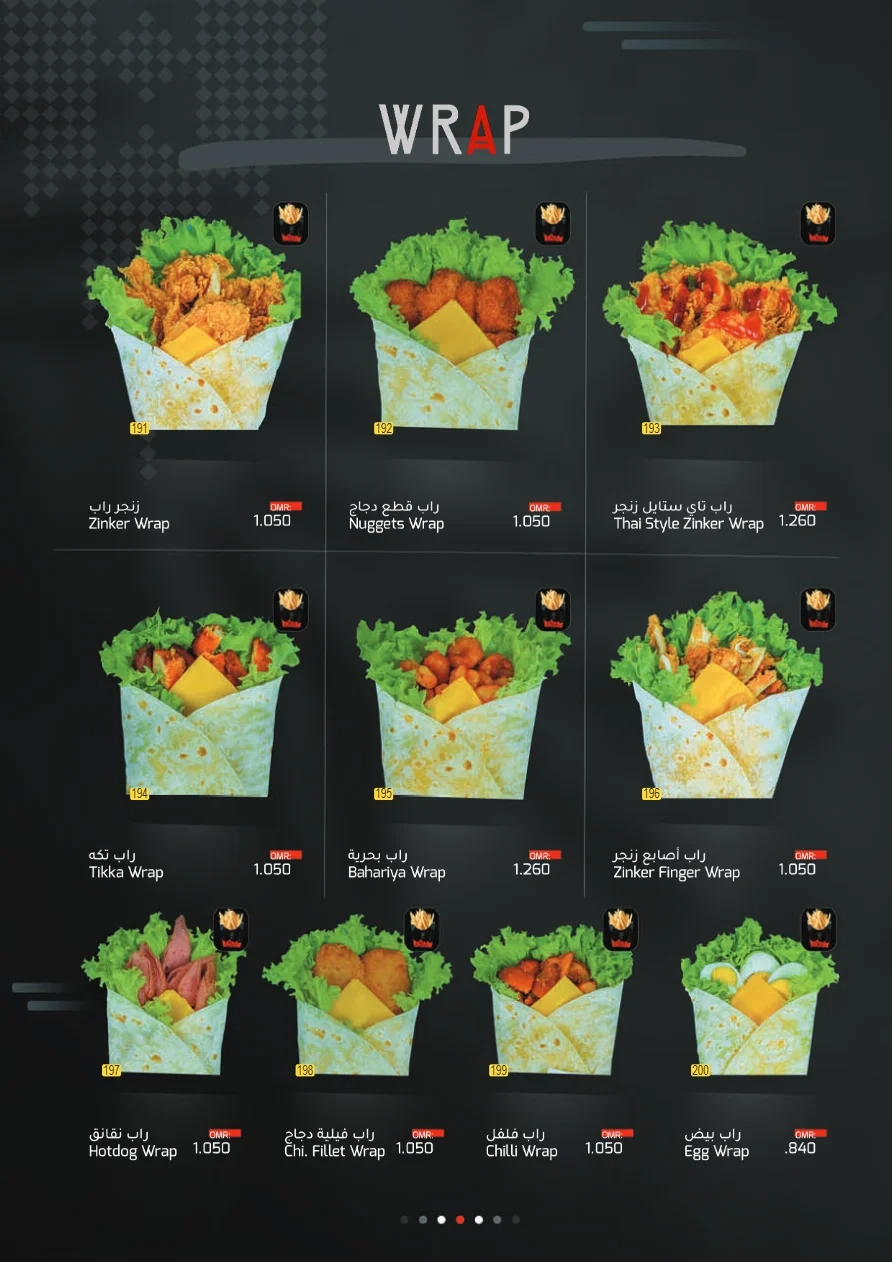 WRAP
191
زنجر راب
Zinker Wrap
OMR:
1.050
192
راب قطع دجاج
Nuggets Wrap
OMR:
1.050
193
راب تاي ستايل زنجر
Thai Style Zinker Wrap
OMR:
1.260
194
راب تكه
Tikka Wrap
OMR:
1.050
195
راب بحرية
Bahariya Wrap
OMR:
1.260
196
راب أصابع زنجر
Zinker Finger Wrap
OMR:
1.050
197
راب نقانق
Hotdog Wrap
OMR:
1.050
198
راب فيلية دجاج
Chi. Fillet Wrap
OMR:
1.050
199
راب فلفل
Chilli Wrap
OMR:
1.050
200
راب بيض
Egg Wrap
OMR:
.840